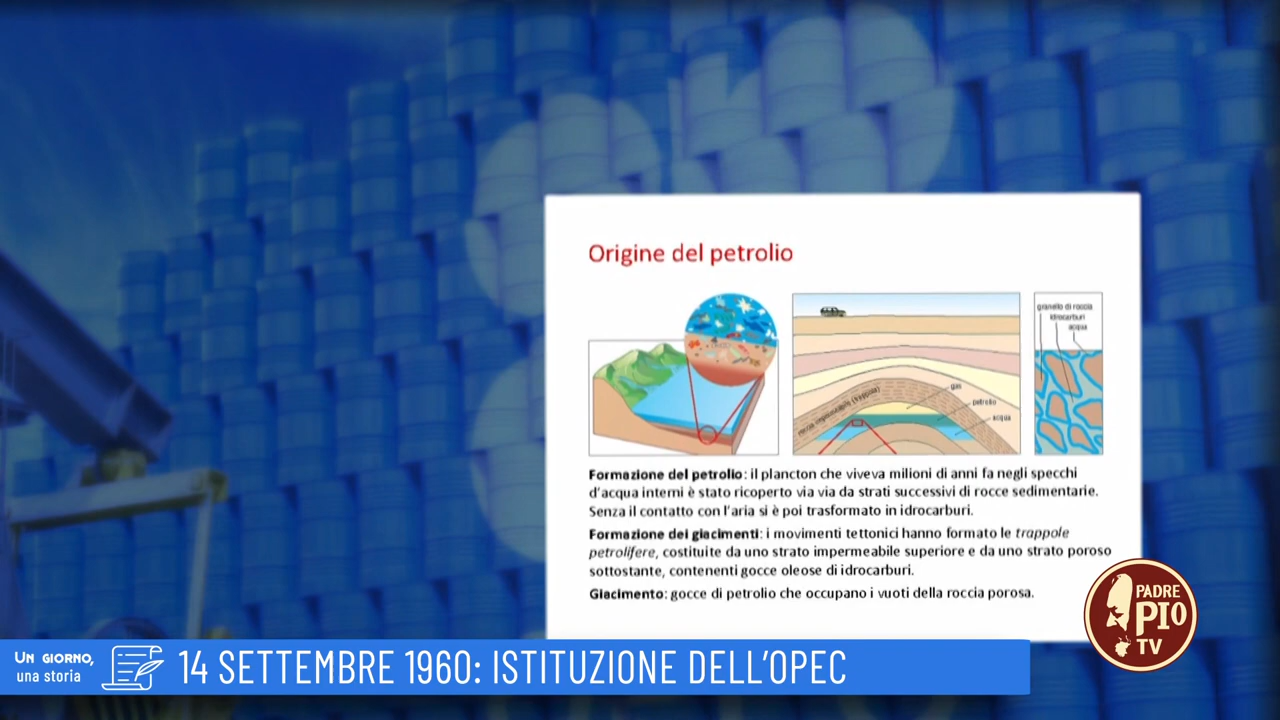 Origine del petrolio
granello di roccia
idrocarburi
acqua
gas
petrolio
acqua
roccia impermeabile (trappola)
Formazione del petrolio: il plancton che viveva milioni di anni fa negli specchi
d'acqua interni è stato ricoperto via via da strati successivi di rocce sedimentarie.
Senza il contatto con l'aria si è poi trasformato in idrocarburi.
Formazione dei giacimenti: i movimenti tettonici hanno formato le trappole
petrolifere, costituite da uno strato impermeabile superiore e da uno strato poroso
sottostante, contenenti gocce oleose di idrocarburi.
Giacimento: gocce di petrolio che occupano i vuoti della roccia porosa.
PADRE
PIO
TV
UN GIORNO,
una storia
14 SETTEMBRE 1960: ISTITUZIONE DELL'OPEC